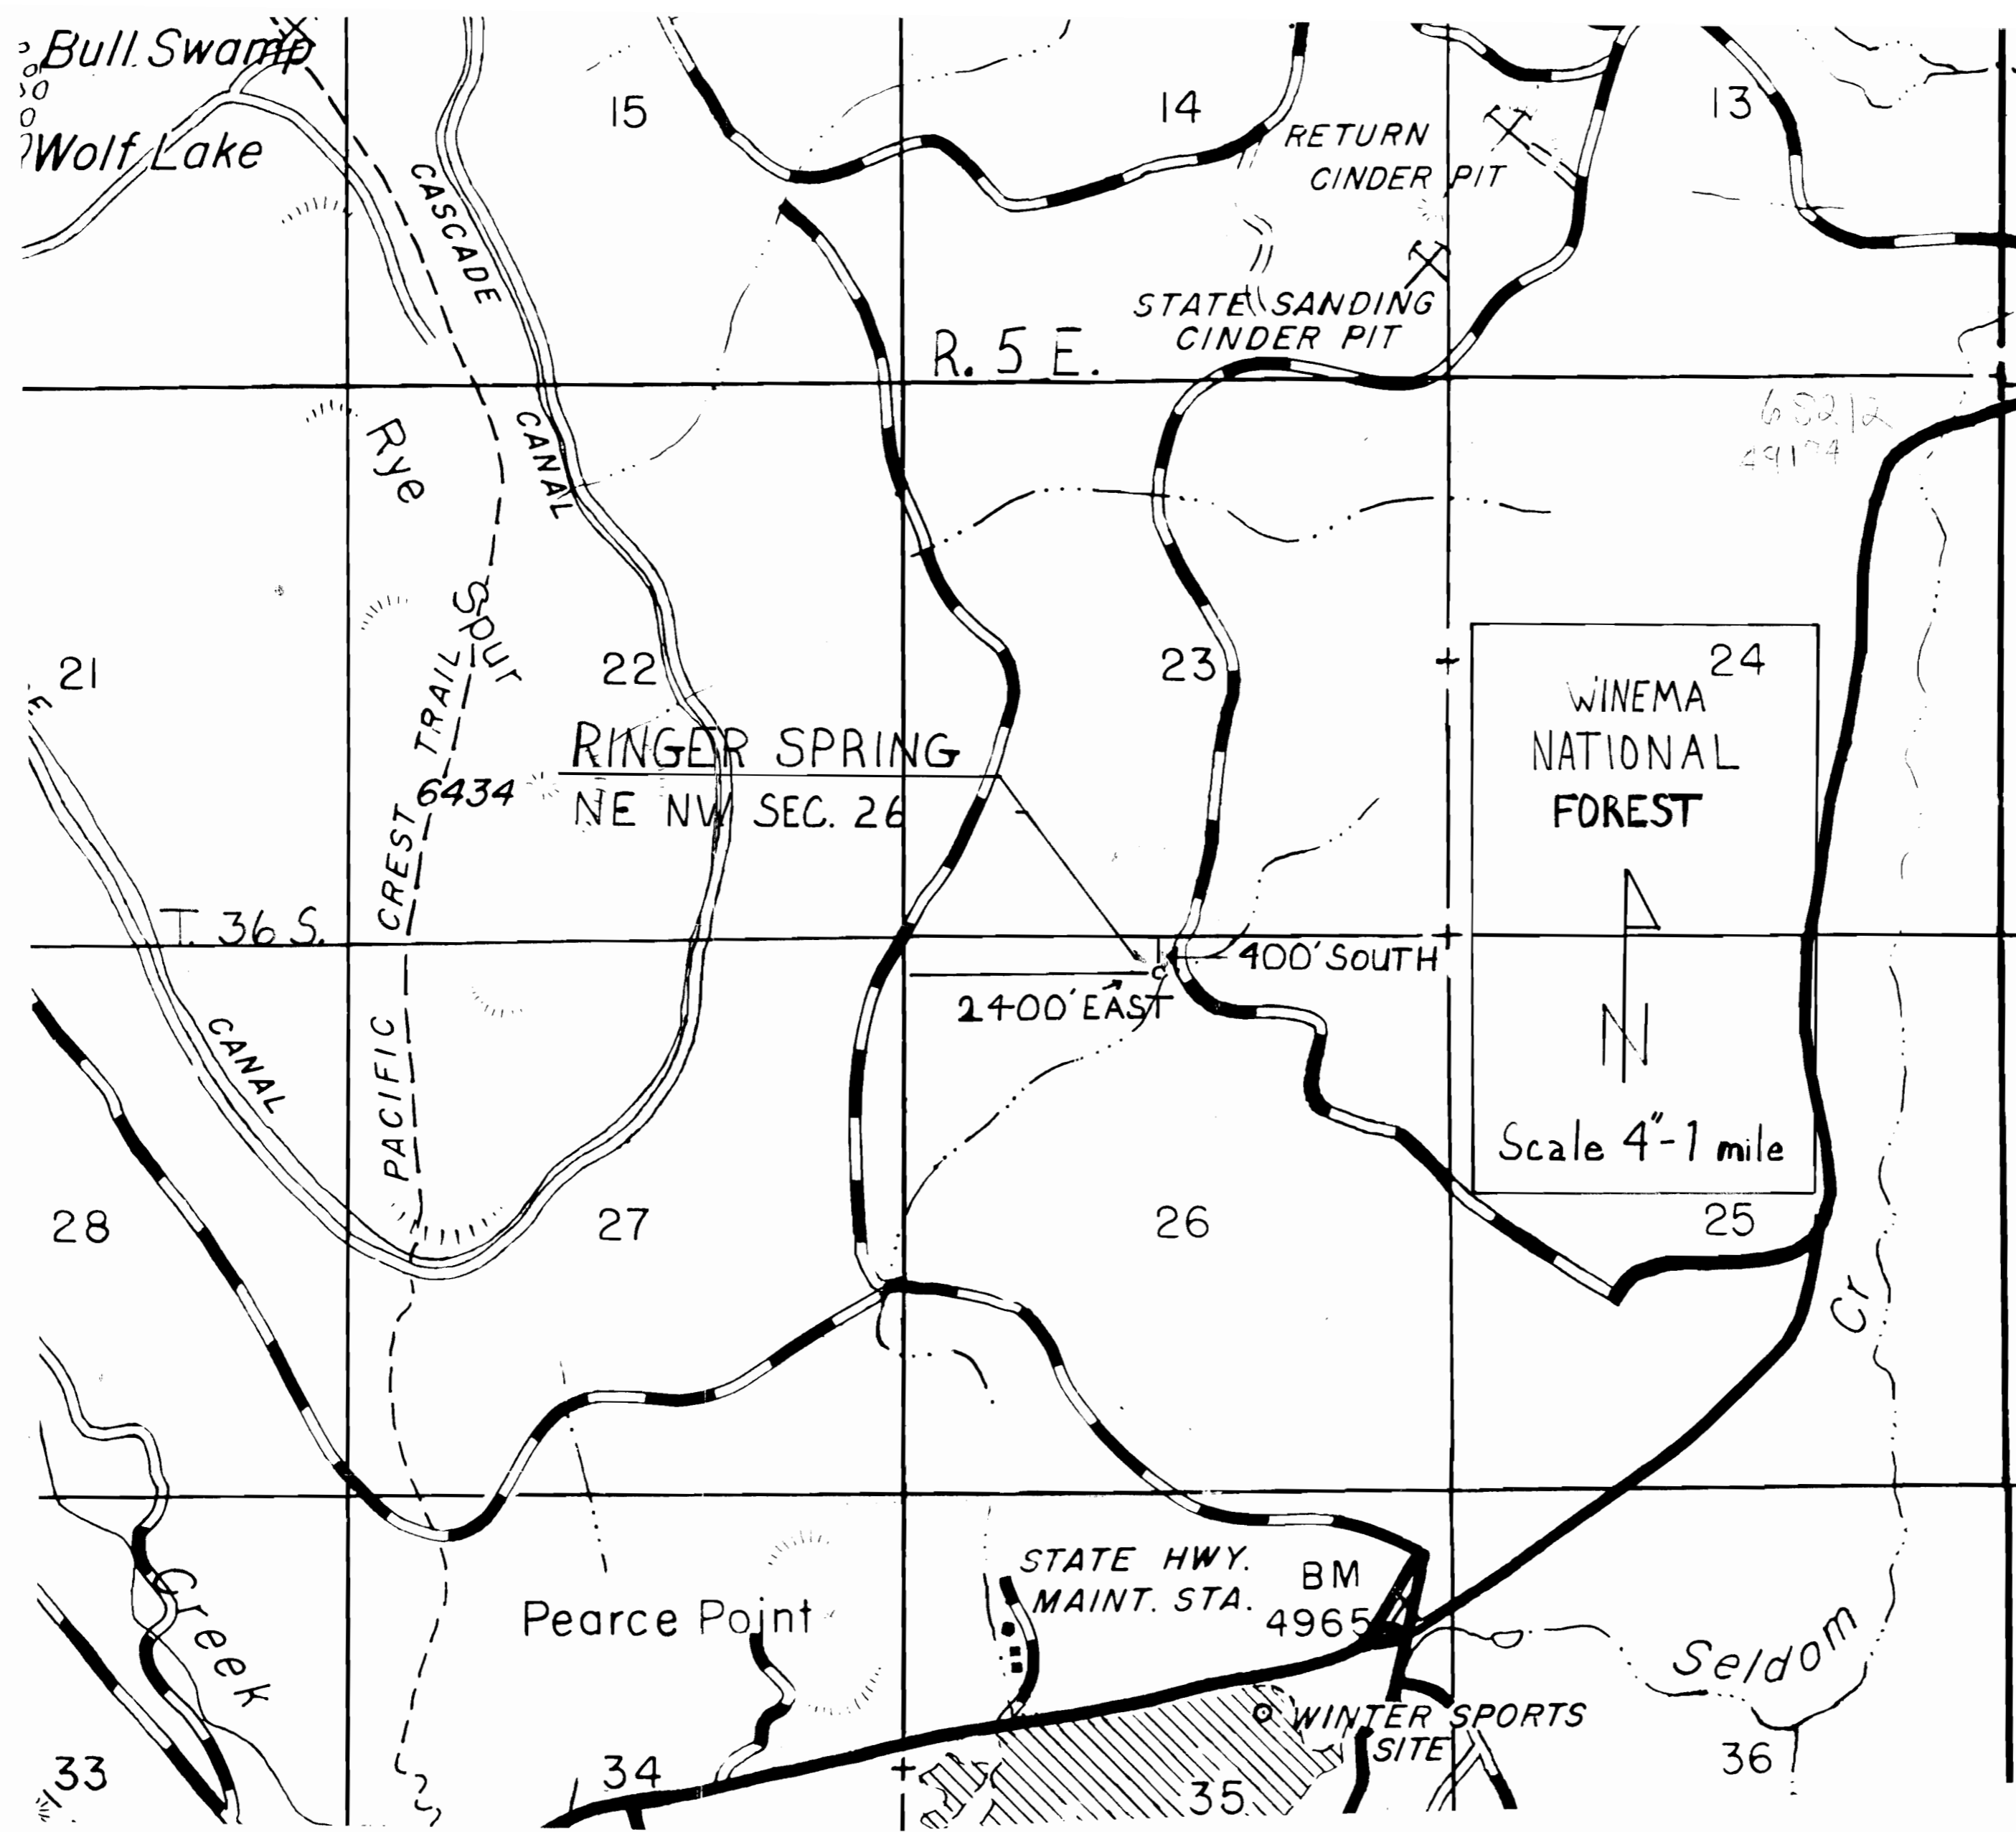 Bull Swamp
Wolf Lake
15
14
13
RETURN
CINDER PIT
CASCADE
CANAL
STATE SANDING
CINDER PIT
R. 5 E.
Rye
Spur
21
22
23
24
WINEMA
NATIONAL
FOREST
N
Scale 4"-1 mile
RINGER SPRING
NE NW SEC. 26
6434
PACIFIC CREST TRAIL
T. 36 S.
400' SOUTH
2400' EAST
CANAL
28
27
26
25
Cr
Creek
Pearce Point
STATE HWY.
MAINT. STA.
BM
4965
Seldom
WINTER SPORTS
SITE
33
34
35
36